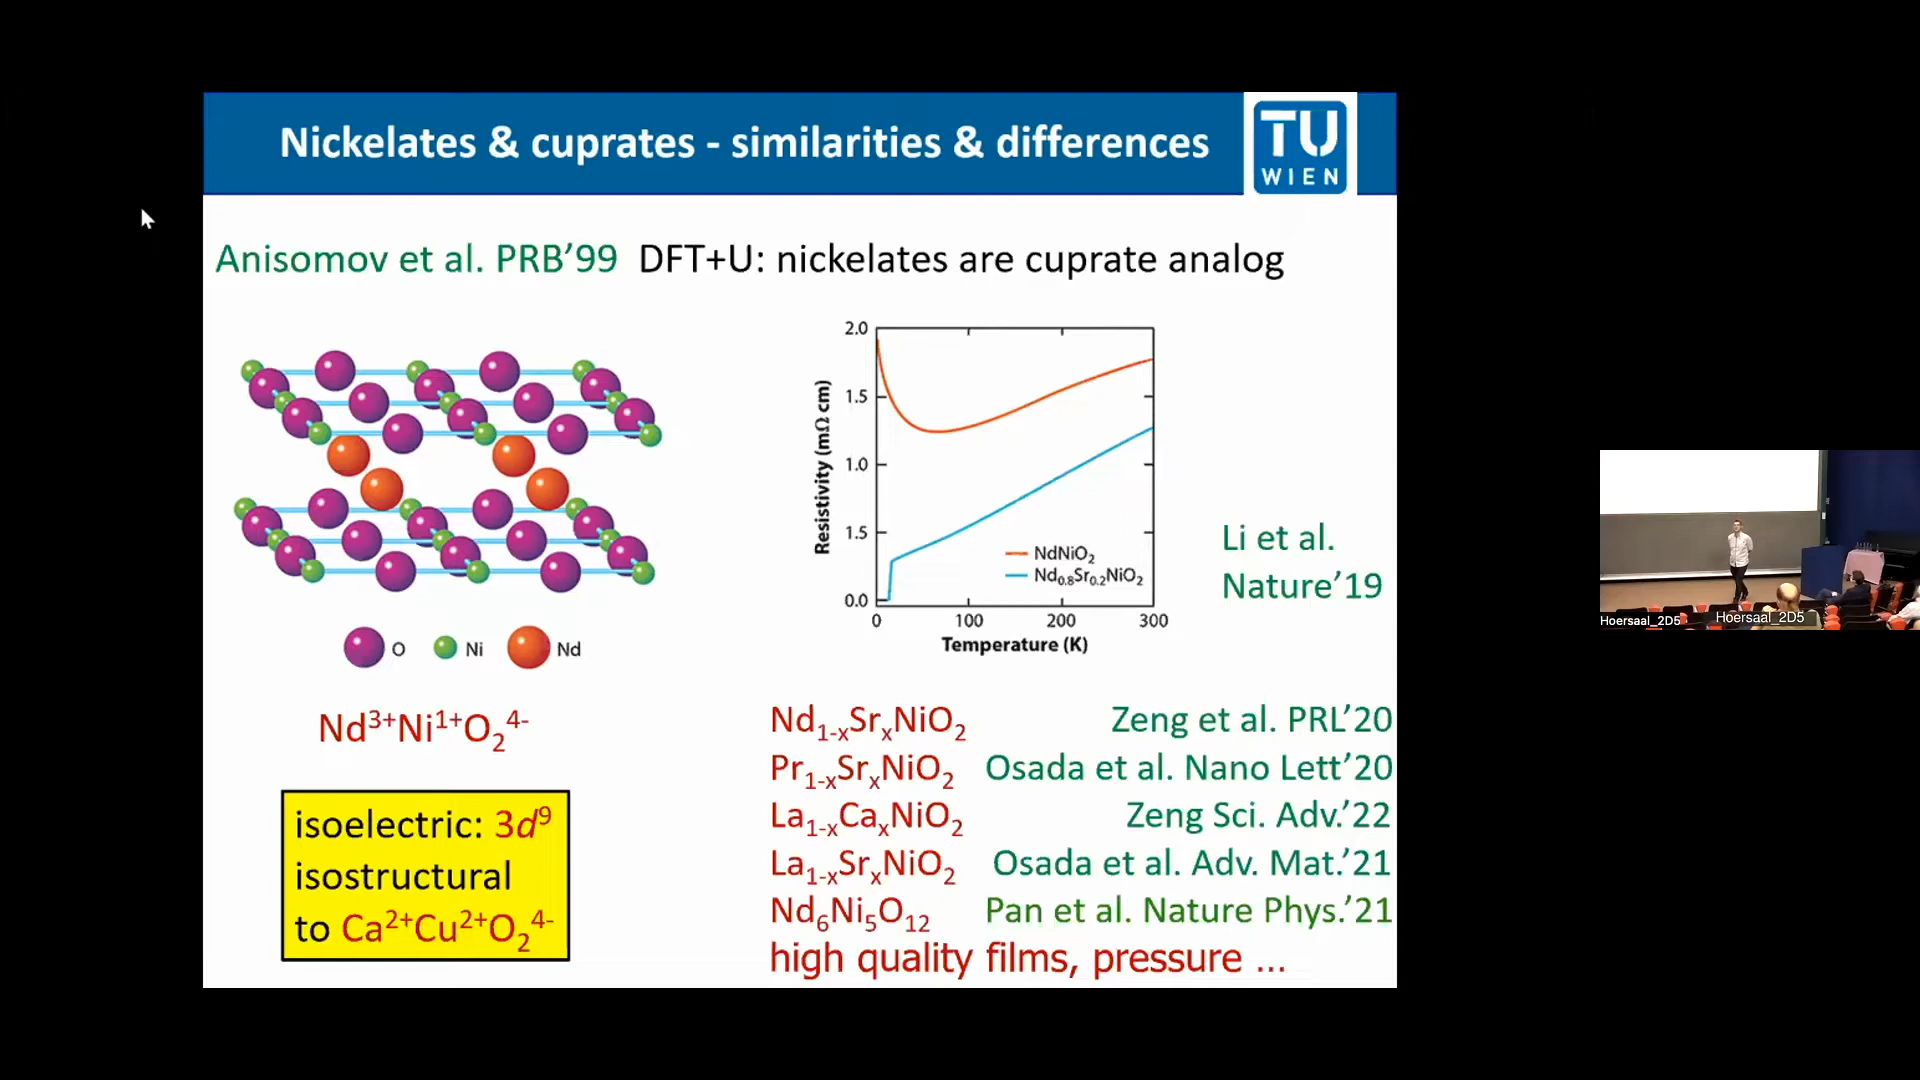 Nickelates & cuprates - similarities & differences
TU
WIEN
Anisomov et al. PRB’99 DFT+U: nickelates are cuprate analog
O Ni Nd
Nd³⁺Ni¹⁺O₂⁴⁻
isoelectric: 3d⁹
isostructural
to Ca²⁺Cu²⁺O₂⁴⁻
2.0
1.5
1.0
1.5
0.0
Resistivity (mΩ cm)
NdNiO₂
Nd₀.₈Sr₀.₂NiO₂
0 100 200 300
Temperature (K)
Li et al.
Nature’19
Nd₁₋ₓSrₓNiO₂ Zeng et al. PRL’20
Pr₁₋ₓSrₓNiO₂ Osada et al. Nano Lett’20
La₁₋ₓCaₓNiO₂ Zeng Sci. Adv.’22
La₁₋ₓSrₓNiO₂ Osada et al. Adv. Mat.’21
Nd₆Ni₅O₁₂ Pan et al. Nature Phys.’21
high quality films, pressure ...
Hoersaal_2D5
Hoersaal_2D5